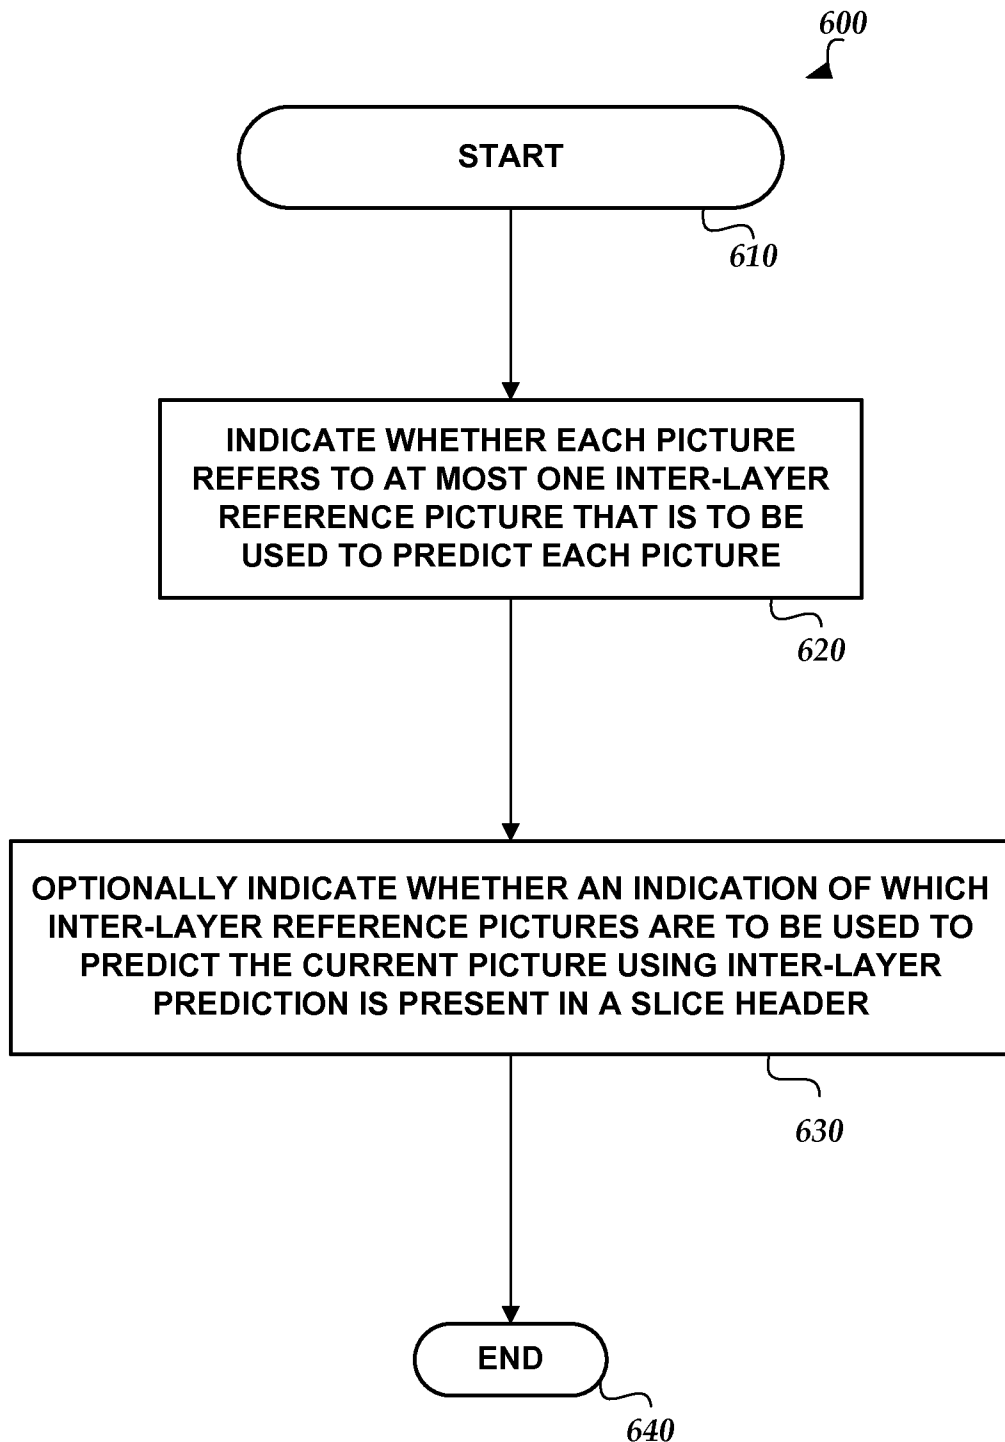 600
START
610
INDICATE WHETHER EACH PICTURE
REFERS TO AT MOST ONE INTER-LAYER
REFERENCE PICTURE THAT IS TO BE
USED TO PREDICT EACH PICTURE
620
OPTIONALLY INDICATE WHETHER AN INDICATION OF WHICH
INTER-LAYER REFERENCE PICTURES ARE TO BE USED TO
PREDICT THE CURRENT PICTURE USING INTER-LAYER
PREDICTION IS PRESENT IN A SLICE HEADER
630
END
640